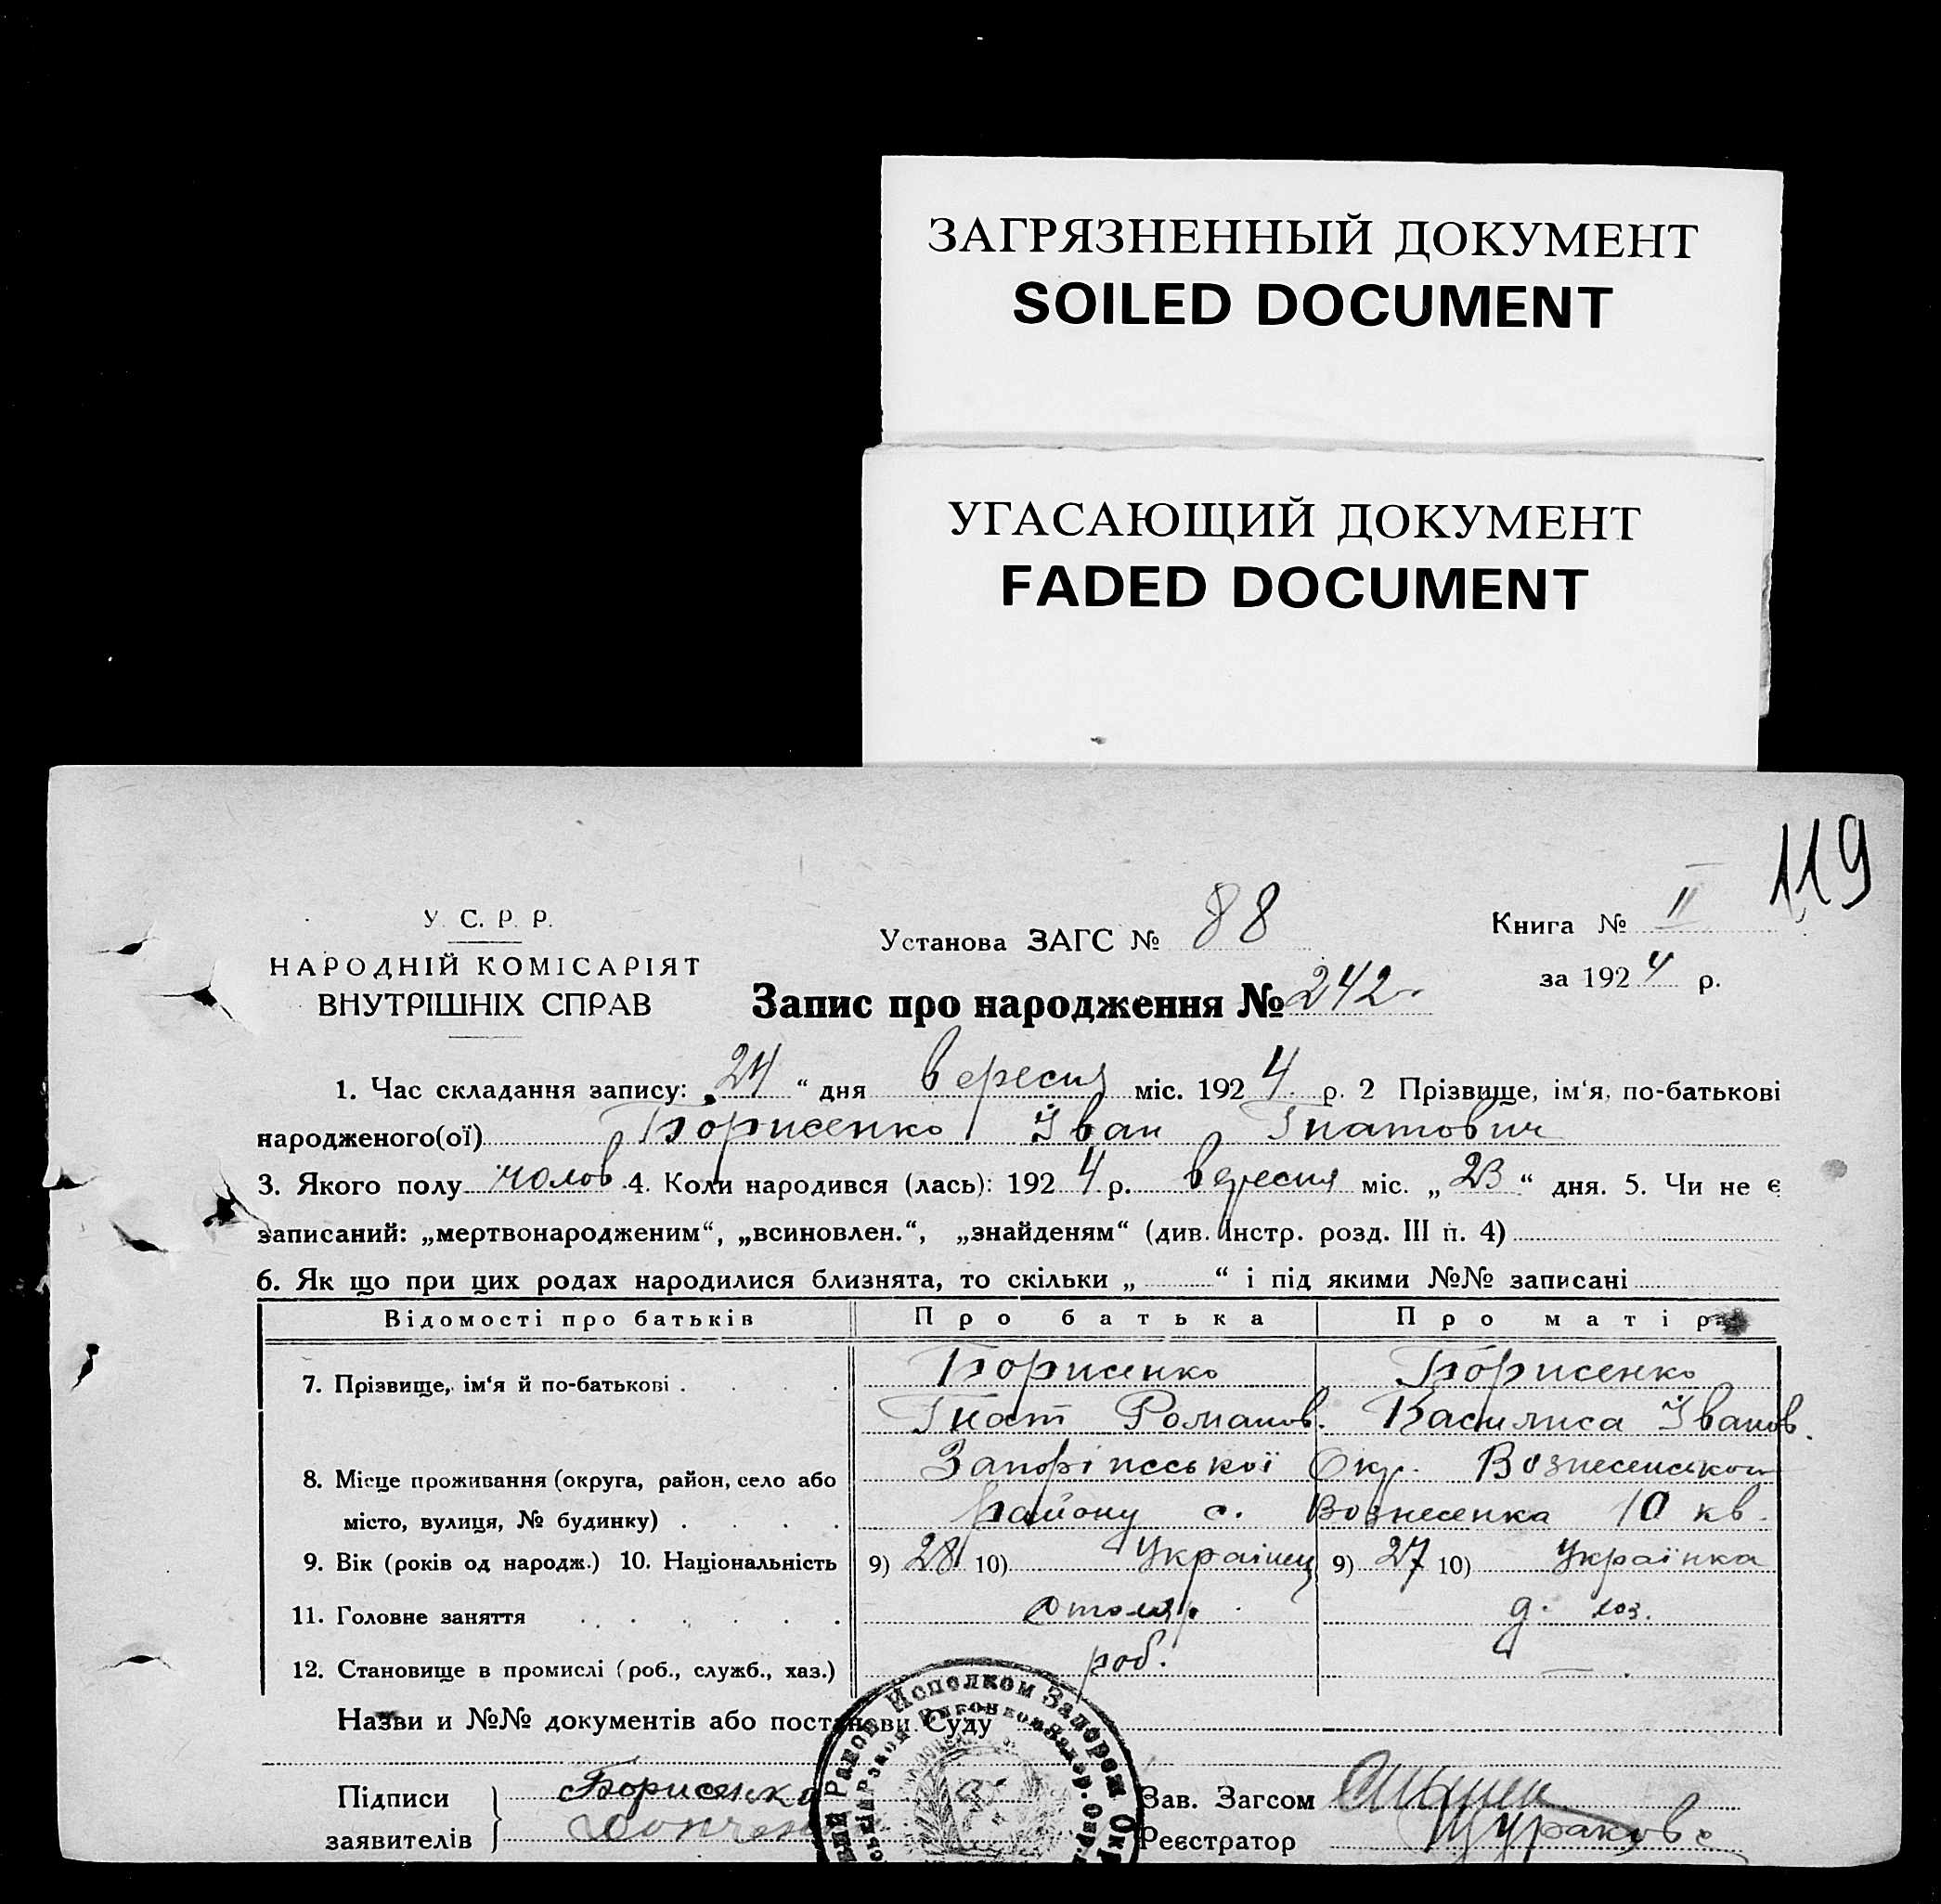 ЗАГРЯЗНЕННЫЙ ДОКУМЕНТ
SOILED DOCUMENT
УГАСАЮЩИЙ ДОКУМЕНТ
FADED DOCUMENT
119
У. С. Р. Р.
НАРОДНІЙ КОМІСАРІЯТ
ВНУТРІШНІХ СПРАВ
Установа ЗАГС № 88
Книга № II
за 1924 р.
Запис про народження № 242
1. Час складання запису: „24“ дня вересня міс. 1924 р. 2 Прізвище, ім‘я, по-батькові
народженого(ої) Борисенко Іван Гнатович
3. Якого полу чолов 4. Коли народився (лась): 1924 р. вересня міс. „23“ дня. 5. Чи не є
записаний: „мертвонародженим“, „всиновлен.“, „знайденям“ (див. Інстр. розд. III п. 4)
6. Як що при цих родах народилися близнята, то скільки „ “ і під якими №№ записані
Відомості про батьків Про батька Про матір
7. Прізвище, ім‘я й по-батькові . . . . Борисенко Борисенко
Гнат Романов. Василиса Іванов.
8. Місце проживання (округа, район, село або Запоріжської Окр. Вознесенського
місто, вулиця, № будинку) . . . . району с. Вознесенка 10 кв.
9. Вік (років од народж.) 10. Національність 9) 28 10) Українец 9) 27 10) Українка
11. Головне заняття . . . . . . столяр. д. хоз.
12. Становище в промислі (роб., служб., хаз.) роб. —
Назви и №№ документів або постанови Суду
Исполком Запорож Окр
Підписи
заявителів
Борисенко
Зав. Загсом
Реєстратор